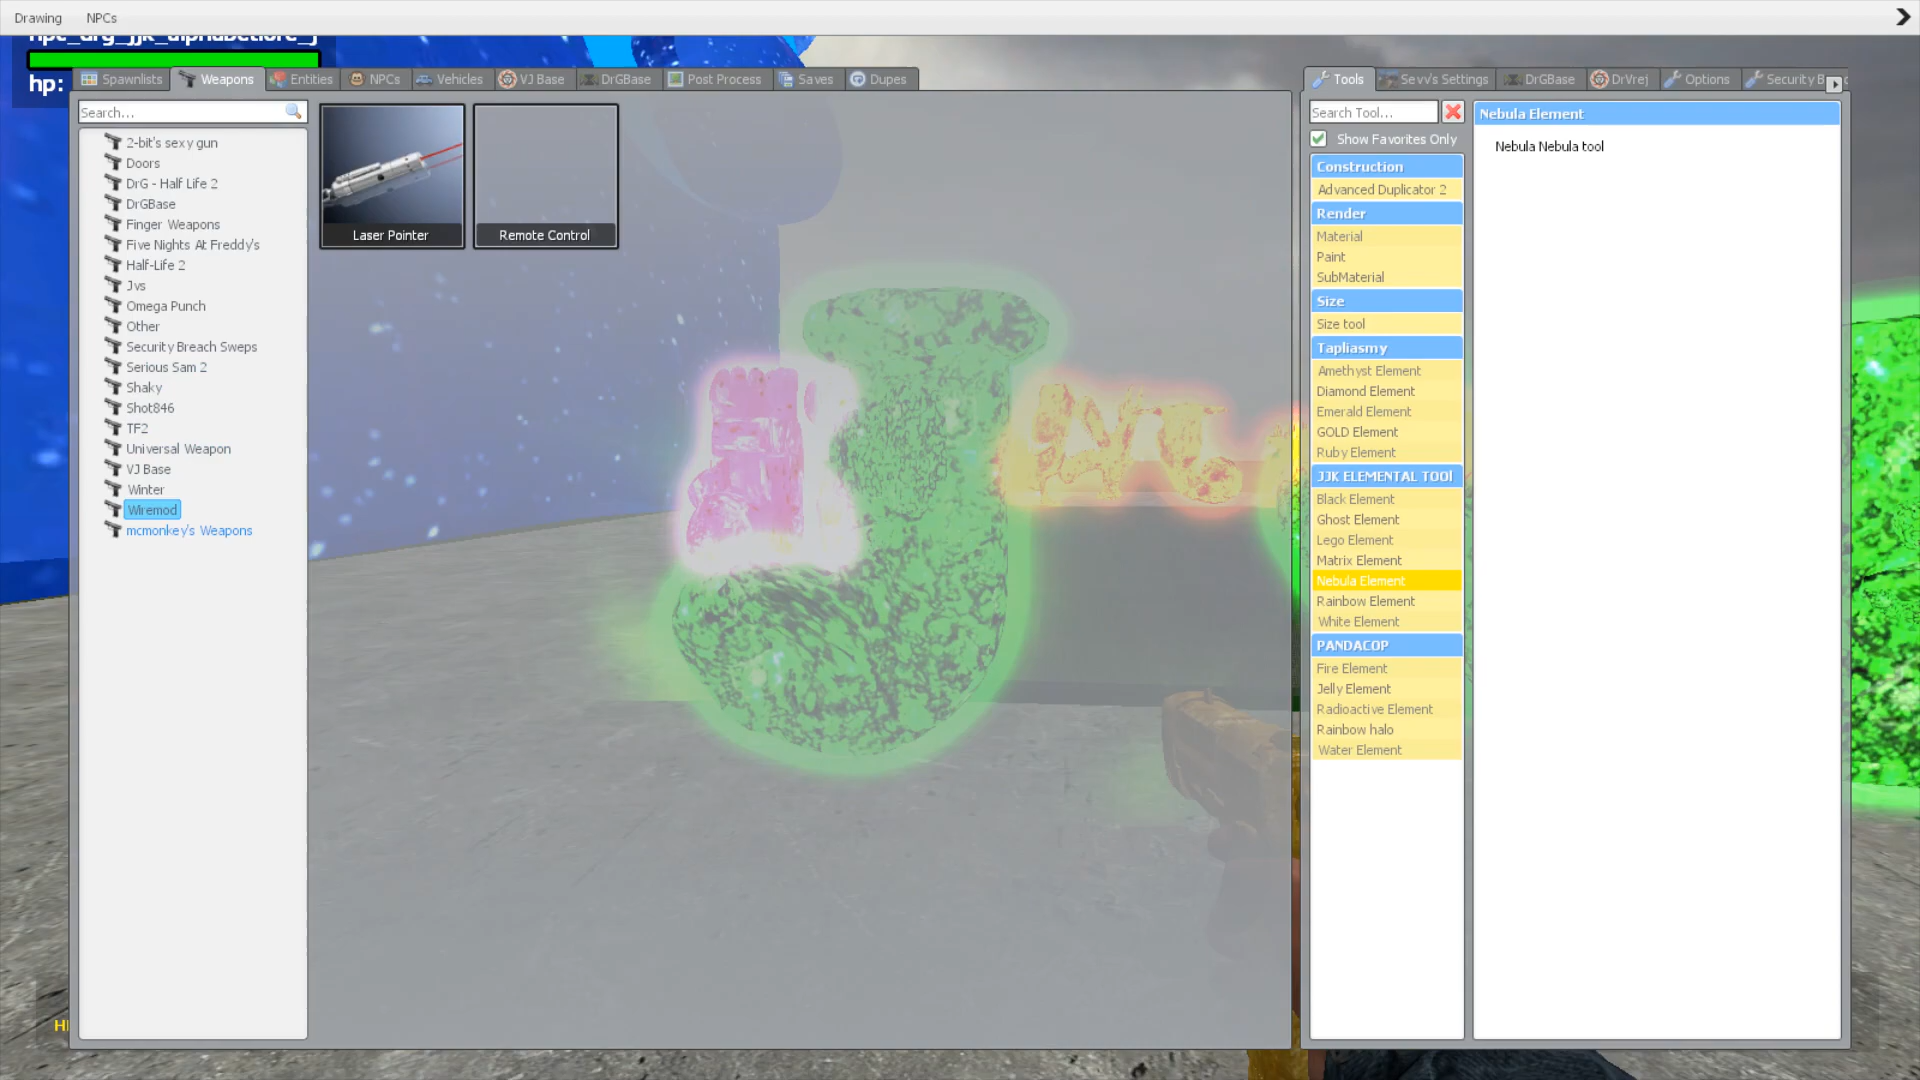 Drawing NPCs
hp:
Spawnlists Weapons Entities NPCs Vehicles VJ Base DrGBase Post Process Saves Dupes
Search...
2-bit's sexy gun
Doors
DrG - Half Life 2
DrGBase
Finger Weapons
Five Nights At Freddy's
Half-Life 2
Jvs
Omega Punch
Other
Security Breach Sweps
Serious Sam 2
Shaky
Shot846
TF2
Universal Weapon
VJ Base
Winter
Wiremod
mcmonkey's Weapons
Laser Pointer
Remote Control
Tools Sevv's Settings DrGBase DrVrej Options Security
Search Tool...
Show Favorites Only
Construction
Advanced Duplicator 2
Render
Material
Paint
SubMaterial
Size
Size tool
Tapliasmy
Amethyst Element
Diamond Element
Emerald Element
GOLD Element
Ruby Element
JJK ELEMENTAL TOOl
Black Element
Ghost Element
Lego Element
Matrix Element
Nebula Element
Rainbow Element
White Element
PANDACOP
Fire Element
Jelly Element
Radioactive Element
Rainbow halo
Water Element
Nebula Element
Nebula Nebula tool